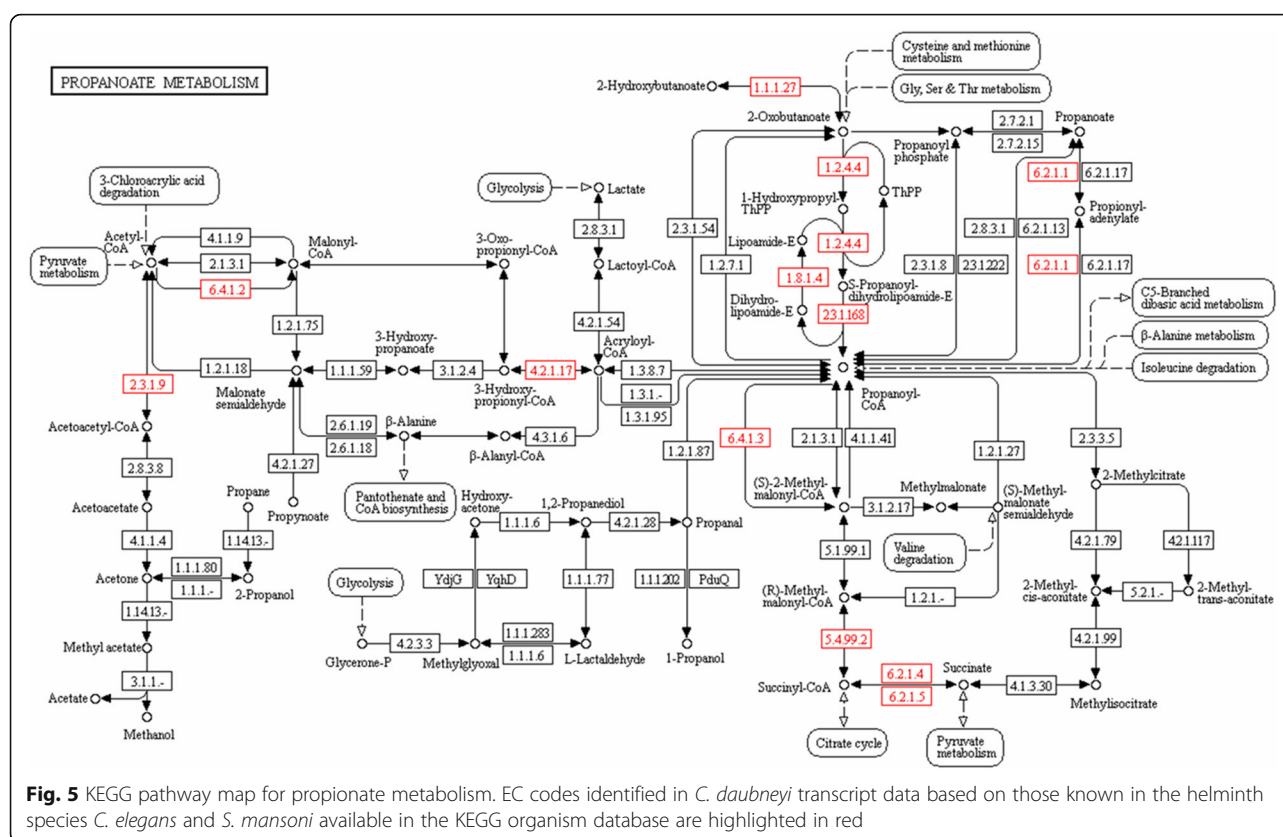 PROPANOATE METABOLISM
Cysteine and methionine
metabolism
2-Hydroxybutanoate
1.1.1.27
Gly, Ser & Thr metabolism
2-Oxobutanoate
2.7.2.1
2.7.2.15
Propanoate
Propanoyl
phosphate
3-Chloroacrylic acid
degradation
Glycolysis
Lactate
1.2.4.4
ThPP
6.2.1.1
6.2.1.17
1-Hydroxypropyl-
ThPP
Propionyl-
adenylate
Acetyl-
CoA
4.1.1.9
Malonyl-
CoA
3-Oxo-
propionyl-CoA
2.8.3.1
2.3.1.54
Lipoamide-E
1.2.4.4
2.8.3.1
6.2.1.13
Pyruvate
metabolism
2.1.3.1
Lactoyl-CoA
1.2.7.1
1.8.1.4
2.3.1.8
2.3.1.222
6.2.1.1
6.2.1.17
6.4.1.2
S-Propanoyl-
dihydrolipoamide-E
Dihydro-
lipoamide-E
2.3.1.168
C5-Branched
dibasic acid metabolism
1.2.1.75
4.2.1.54
β-Alanine metabolism
3-Hydroxy-
propanoate
Acryloyl-
CoA
Isoleucine degradation
1.2.1.18
1.1.1.59
3.1.2.4
4.2.1.17
1.3.8.7
2.3.1.9
Malonate
semialdehyde
3-Hydroxy-
propionyl-CoA
1.3.1.-
1.3.1.95
Propanoyl-
CoA
Acetoacetyl-CoA
2.6.1.19
2.6.1.18
β-Alanine
4.3.1.6
β-Alanyl-CoA
1.2.1.87
6.4.1.3
2.1.3.1
4.1.1.41
1.2.1.27
2.3.3.5
2.8.3.8
4.2.1.27
2-Methylcitrate
Acetoacetate
Propane
Propynoate
Pantothenate and
CoA biosynthesis
Hydroxy-
acetone
1,2-Propanediol
(S)-2-Methyl-
malonyl-CoA
Methylmalonate
(S)-Methyl-
malonate
semialdehyde
1.1.1.6
4.2.1.28
Propanal
3.1.2.17
4.1.1.4
1.14.13.-
5.1.99.1
Valine
degradation
4.2.1.79
4.2.1.117
Acetone
1.1.1.80
1.1.1.-
2-Propanol
Glycolysis
YdjG
YqhD
1.1.1.77
1.1.1.202
PduQ
(R)-Methyl-
malonyl-CoA
1.2.1.-
2-Methyl-
cis-aconitate
5.2.1.-
2-Methyl-
trans-aconitate
1.14.13.-
Methyl acetate
4.2.3.3
1.1.1.283
1.1.1.6
5.4.99.2
4.2.1.99
Glycerone-P
Methylglyoxal
L-Lactaldehyde
1-Propanol
3.1.1.-
Succinyl-CoA
6.2.1.4
6.2.1.5
Succinate
4.1.3.30
Methylisocitrate
Acetate
Methanol
Citrate cycle
Pyruvate
metabolism
Fig. 5 KEGG pathway map for propionate metabolism. EC codes identified in C. daubneyi transcript data based on those known in the helminth
species C. elegans and S. mansoni available in the KEGG organism database are highlighted in red